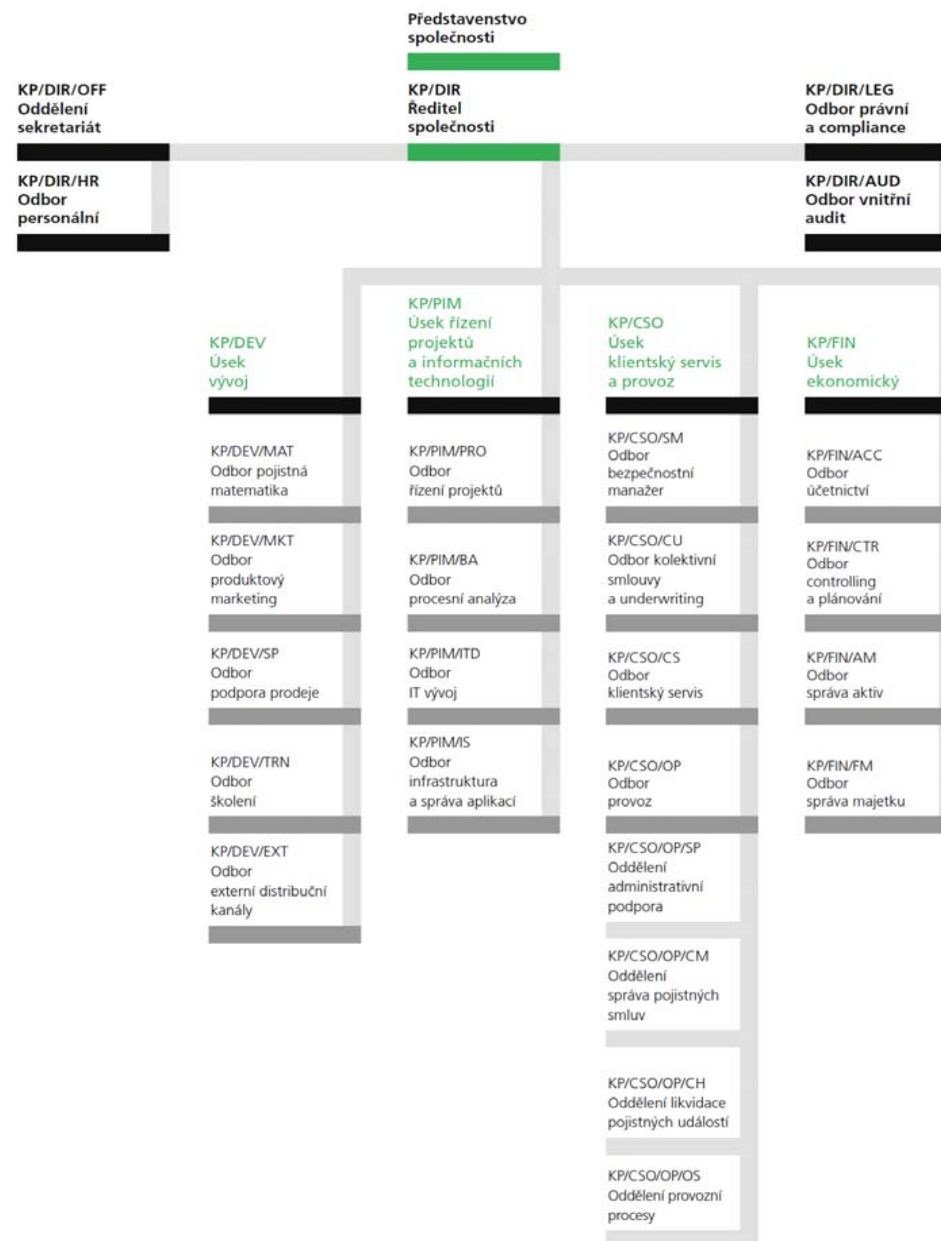 Představenstvo
společnosti
KP/DIR/OFF
Oddělení
sekretariát
KP/DIR
Ředitel
společnosti
KP/DIR/LEG
Odbor právní
a compliance
KP/DIR/HR
Odbor
personální
KP/DIR/AUD
Odbor vnitřní
audit
KP/DEV
Úsek
vývoj
KP/DEV/MAT
Odbor pojistná
matematika
KP/DEV/MKT
Odbor
produktový
marketing
KP/DEV/SP
Odbor
podpora prodeje
KP/DEV/TRN
Odbor
školení
KP/DEV/EXT
Odbor
externí distribuční
kanály
KP/PIM
Úsek řízení
projektů
a informačních
technologií
KP/PIM/PRO
Odbor
řízení projektů
KP/PIM/BA
Odbor
procesní analýza
KP/PIM/ITD
Odbor
IT vývoj
KP/PIM/IS
Odbor
infrastruktura
a správa aplikací
KP/CSO
Úsek
klientský servis
a provoz
KP/CSO/SM
Odbor
bezpečnostní
manažer
KP/CSO/CU
Odbor kolektivní
smlouvy
a underwriting
KP/CSO/CS
Odbor
klientský servis
KP/CSO/OP
Odbor
provoz
KP/CSO/OP/SP
Oddělení
administrativní
podpora
KP/CSO/OP/CM
Oddělení
správa pojistných
smluv
KP/CSO/OP/CH
Oddělení likvidace
pojistných událostí
KP/CSO/OP/OS
Oddělení provozní
procesy
KP/FIN
Úsek
ekonomický
KP/FIN/ACC
Odbor
účetnictví
KP/FIN/CTR
Odbor
controlling
a plánování
KP/FIN/AM
Odbor
správa aktiv
KP/FIN/FM
Odbor
správa majetku